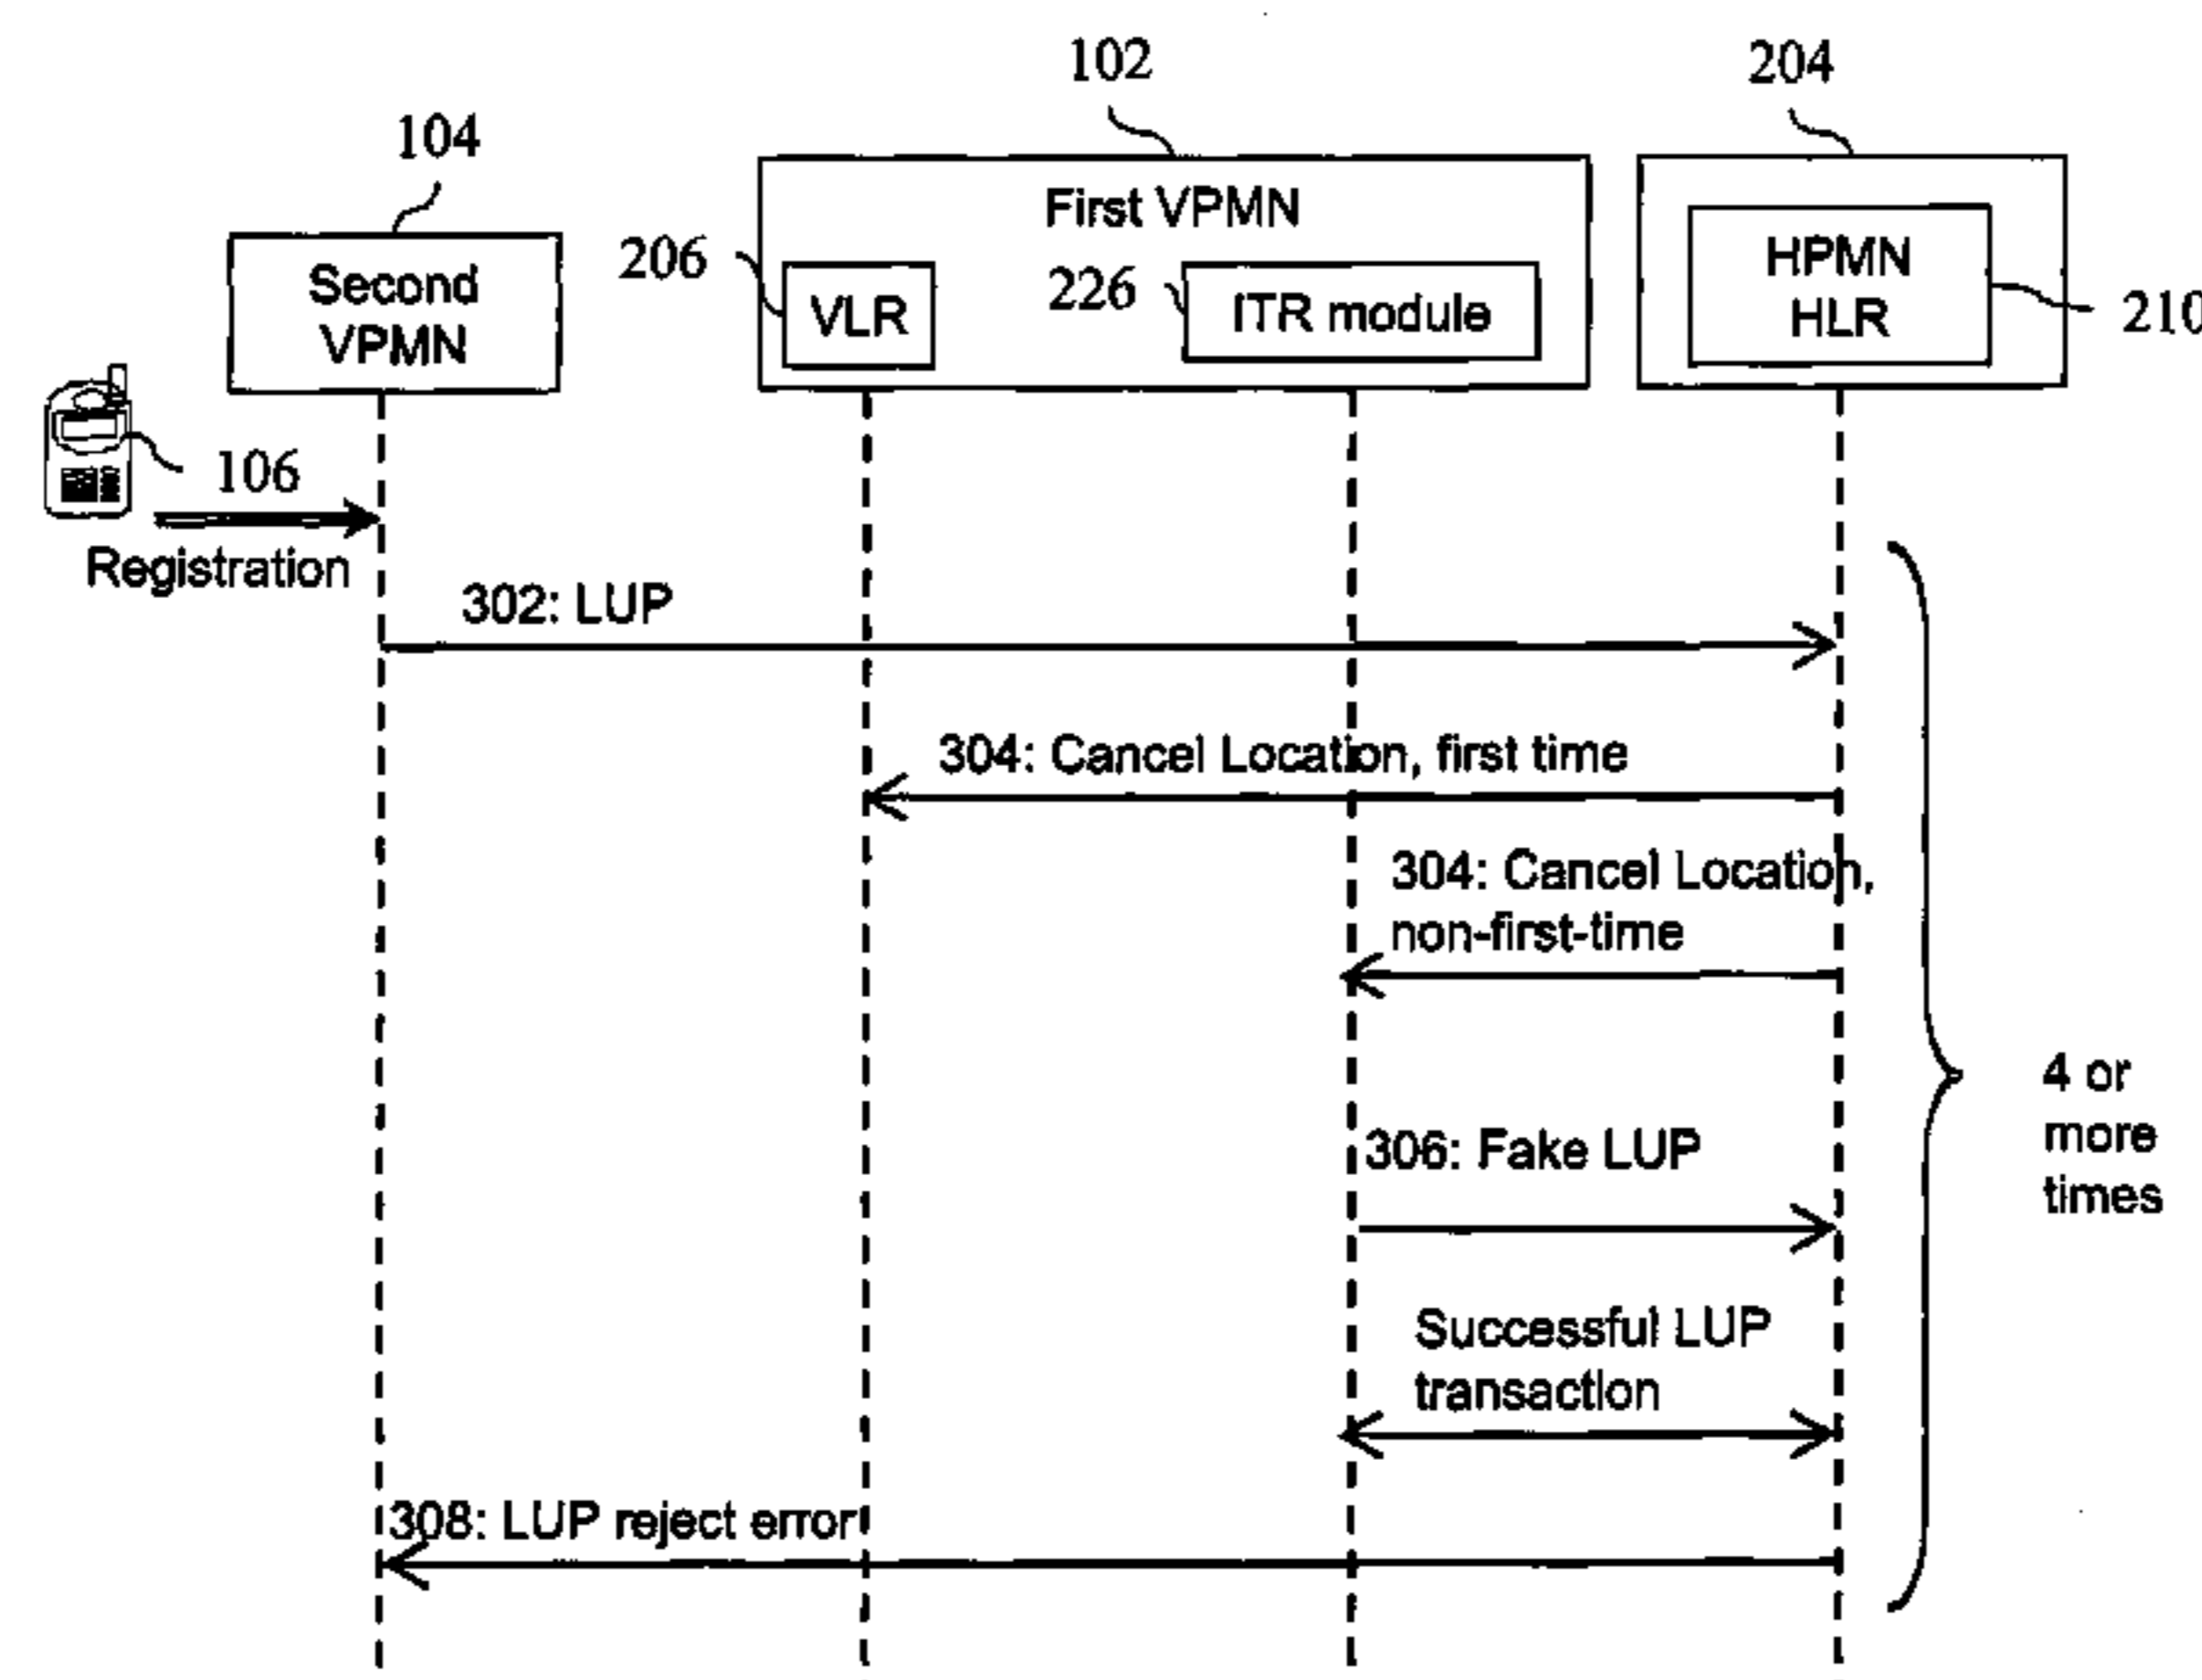 102
204
104
First VPMN
206
226
HPMN
HLR
210
Second
VPMN
VLR
ITR module
106
Registration
302: LUP
304: Cancel Location, first time
304: Cancel Location,
non-first-time
4 or
more
times
306: Fake LUP
Successful LUP
transaction
308: LUP reject error